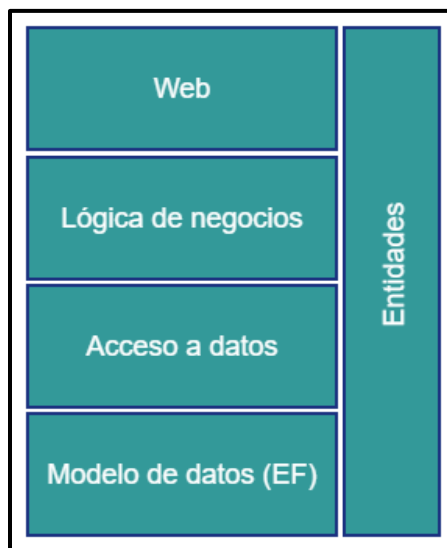 Web
Lógica de negocios
Acceso a datos
Modelo de datos (EF)
Entidades